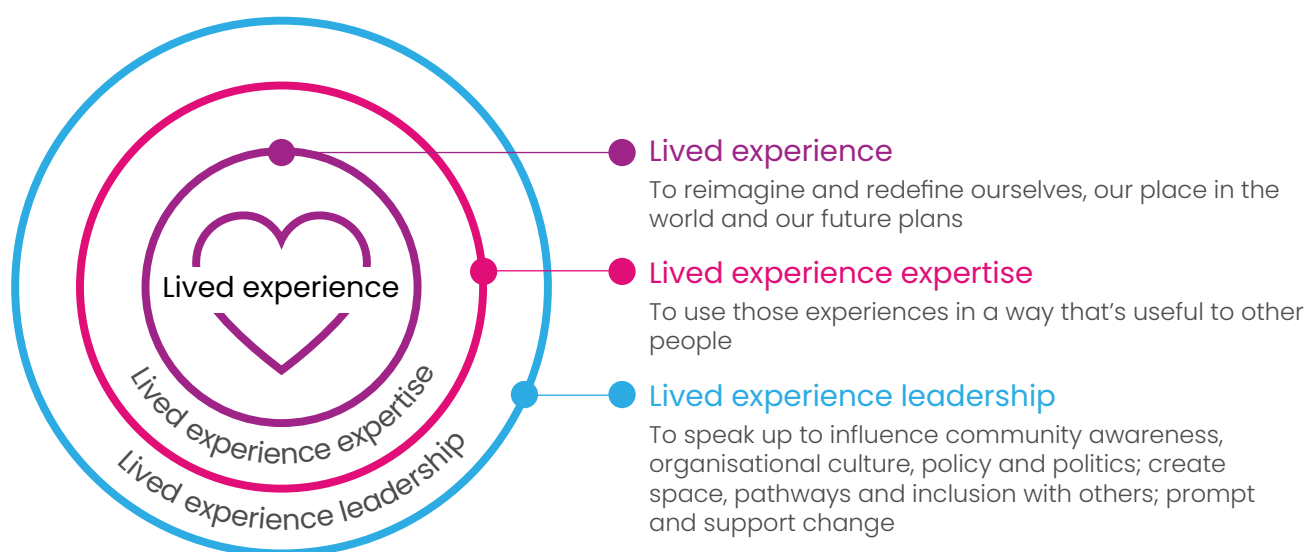 Lived experience
Lived experience expertise
Lived experience leadership
Lived experience
To reimagine and redefine ourselves, our place in the
world and our future plans
Lived experience expertise
To use those experiences in a way that’s useful to other
people
Lived experience leadership
To speak up to influence community awareness,
organisational culture, policy and politics; create
space, pathways and inclusion with others; prompt
and support change